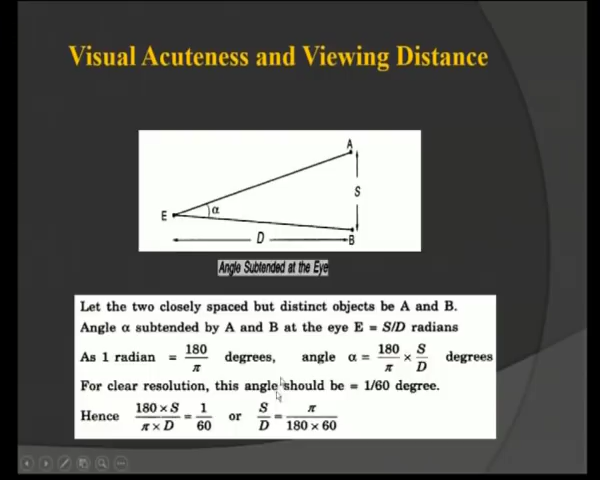 Visual Acuteness and Viewing Distance
A
S
E
α
D
B
Angle Subtended at the Eye
Let the two closely spaced but distinct objects be A and B.
Angle α subtended by A and B at the eye E = S/D radians
As 1 radian = 180/π degrees, angle α = 180/π × S/D degrees
For clear resolution, this angle should be = 1/60 degree.
Hence 180 × S / π × D = 1/60 or S/D = π / 180 × 60